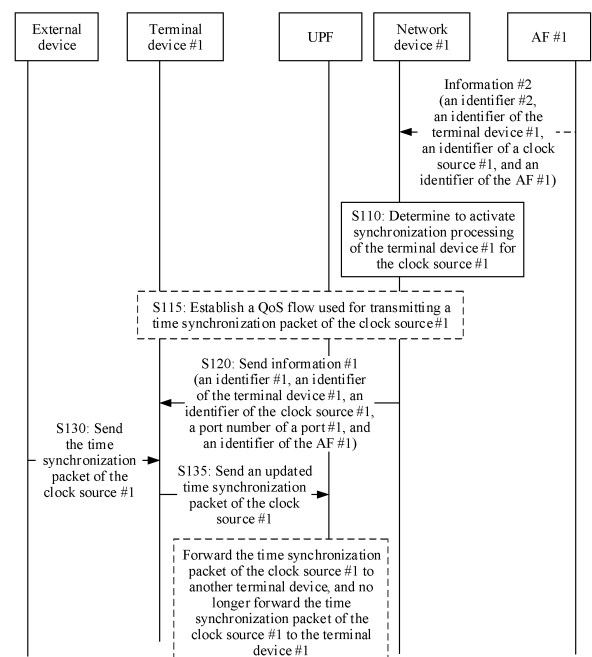 External
device
Terminal
device #1
UPF
Network
device #1
AF #1
Information #2
(an identifier #2,
an identifier of the
terminal device #1,
an identifier of a clock
source #1, and an
identifier of the AF #1)
S110: Determine to activate
synchronization processing
of the terminal device #1 for
the clock source #1
S115: Establish a QoS flow used for transmitting a
time synchronization packet of the clock source #1
S120: Send information #1
(an identifier #1, an identifier
of the terminal device #1, an
identifier of the clock source #1,
a port number of a port #1, and
an identifier of the AF #1)
S130: Send
the time
synchronization
packet of the
clock source #1
S135: Send an updated
time synchronization
packet of the clock
source #1
Forward the time synchronization
packet of the clock source #1 to
another terminal device, and no
longer forward the time
synchronization packet of the
clock source #1 to the terminal
device #1